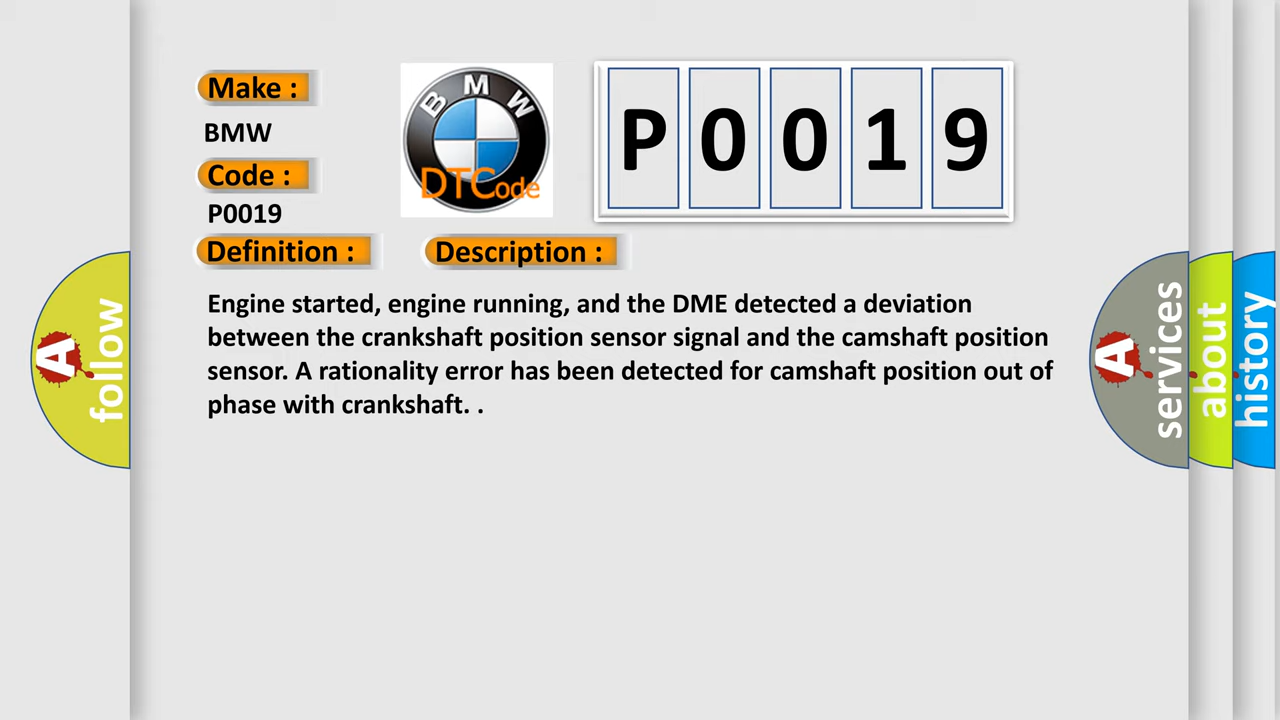 Make :
BMW
Code :
P0019
BMW
DTCode
P0019
Definition :
Description :
Engine started, engine running, and the DME detected a deviation
between the crankshaft position sensor signal and the camshaft position
sensor. A rationality error has been detected for camshaft position out of
phase with crankshaft. .
A
follow
A
services
about
history